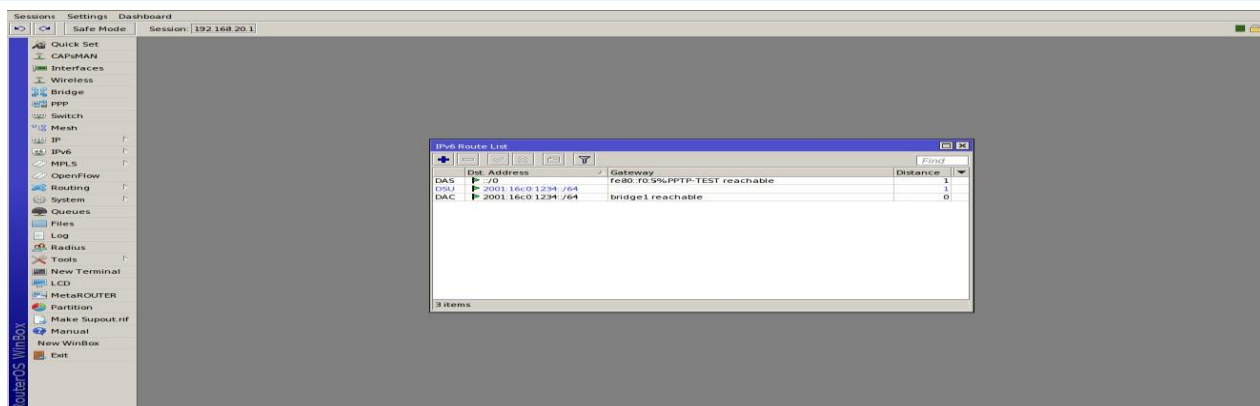 Sessions Settings Dashboard
Safe Mode Session: 192.168.20.1
Quick Set
CAPsMAN
Interfaces
Wireless
Bridge
PPP
Switch
Mesh
IP
IPv6
MPLS
OpenFlow
Routing
System
Queues
Files
Log
Radius
Tools
New Terminal
LCD
MetaROUTER
Partition
Make Supout.rif
Manual
New WinBox
Exit
RouterOS WinBox
IPv6 Route List
Find
Dst. Address Gateway Distance
DAS ::/0 fe80::f0:5%PPTP-TEST reachable 1
DSU 2001:16c0:1234::/64 1
DAC 2001:16c0:1234::/64 bridge1 reachable 0
3 items